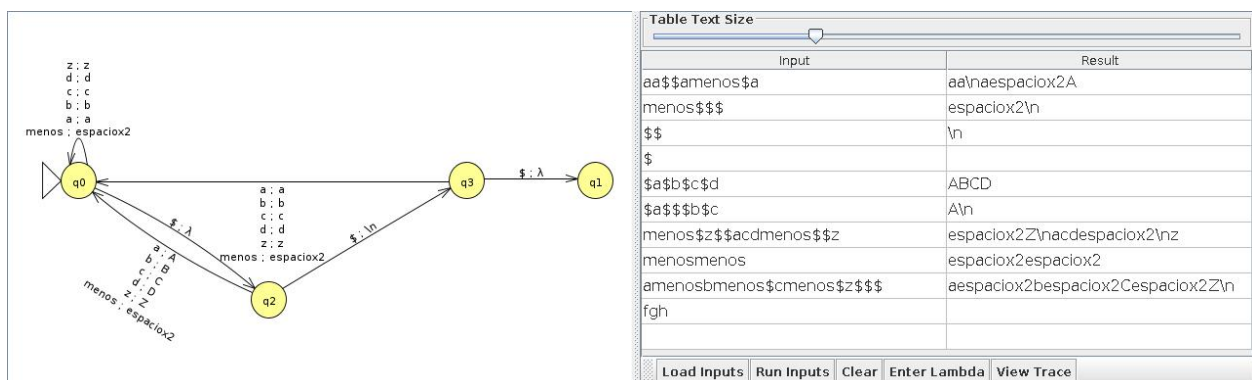 z ; z
d ; d
c ; c
b ; b
a ; a
menos ; espaciox2
q0
q3
$ ; λ
q1
$ ; λ
a ; a
b ; b
c ; c
d ; d
z ; z
menos ; espaciox2
$ ; \n
a ; A
b ; B
c ; C
d ; D
z ; Z
menos ; espaciox2
q2
Table Text Size
Input Result
aa$$amenos$a aa\naespaciox2A
menos$$$ espaciox2\n
$$ \n
$
$a$b$c$d ABCD
$a$$$b$c A\n
menos$z$$acdmenos$$z espaciox2Z\nacdespaciox2\nz
menosmenos espaciox2espaciox2
amenosbmenos$cmenos$z$$$ aespaciox2bespaciox2Cespaciox2Z\n
fgh
Load Inputs Run Inputs Clear Enter Lambda View Trace